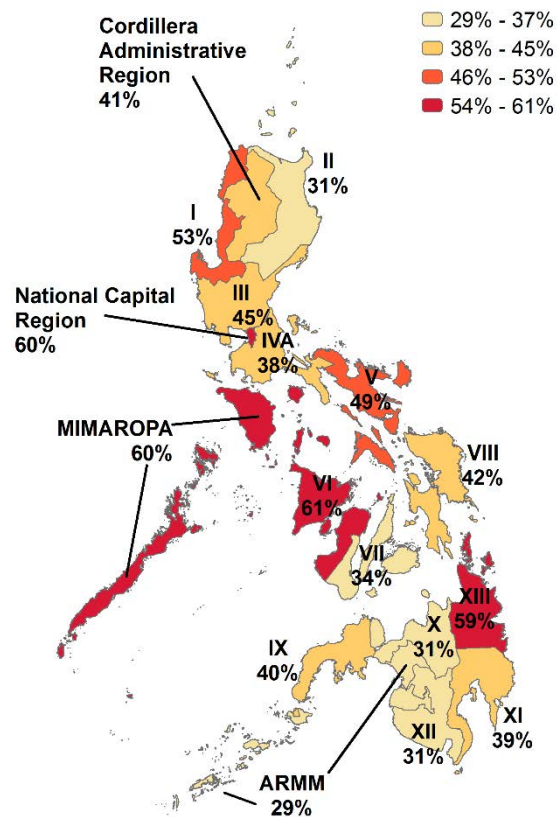 Cordillera
Administrative
Region
41%
29% - 37%
38% - 45%
46% - 53%
54% - 61%
II
31%
I
53%
National Capital
Region
60%
III
45%
IVA
38%
V
49%
MIMAROPA
60%
VIII
42%
VI
61%
VII
34%
XIII
59%
X
31%
IX
40%
XI
39%
XII
31%
ARMM
29%